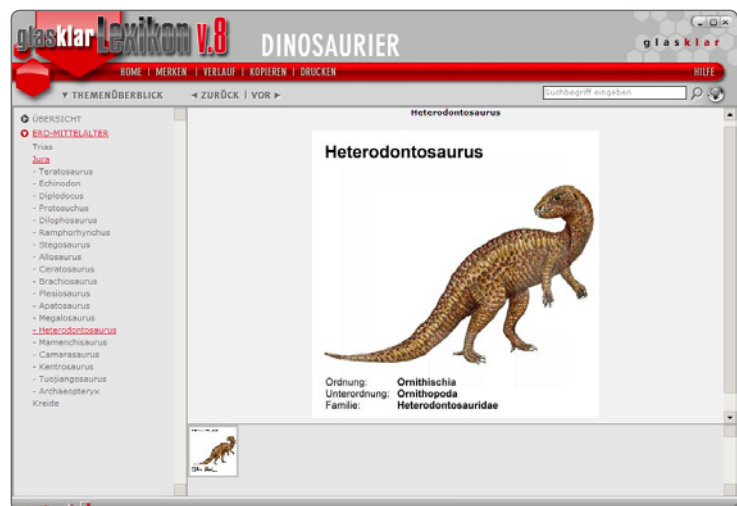 glasklar Lexikon v.8
DINOSAURIER
glasklar
HOME | MERKEN | VERLAUF | KOPIEREN | DRUCKEN
HILFE
THEMENÜBERBLICK
ZURÜCK | VOR
Suchbegriff eingeben
ÜBERSICHT
ERD-MITTELALTER
Trias
Jura
- Teratosaurus
- Echinodon
- Diplodocus
- Protosuchus
- Dilophosaurus
- Ramphorhynchus
- Stegosaurus
- Allosaurus
- Ceratosaurus
- Brachiosaurus
- Plesiosaurus
- Apatosaurus
- Megalosaurus
- Heterodontosaurus
- Mamenchisaurus
- Camarasaurus
- Kentrosaurus
- Tuojiangosaurus
- Archaeopteryx
Kreide
Heterodontosaurus
Heterodontosaurus
Ordnung: Ornithischia
Unterordnung: Ornithopoda
Familie: Heterodontosauridae